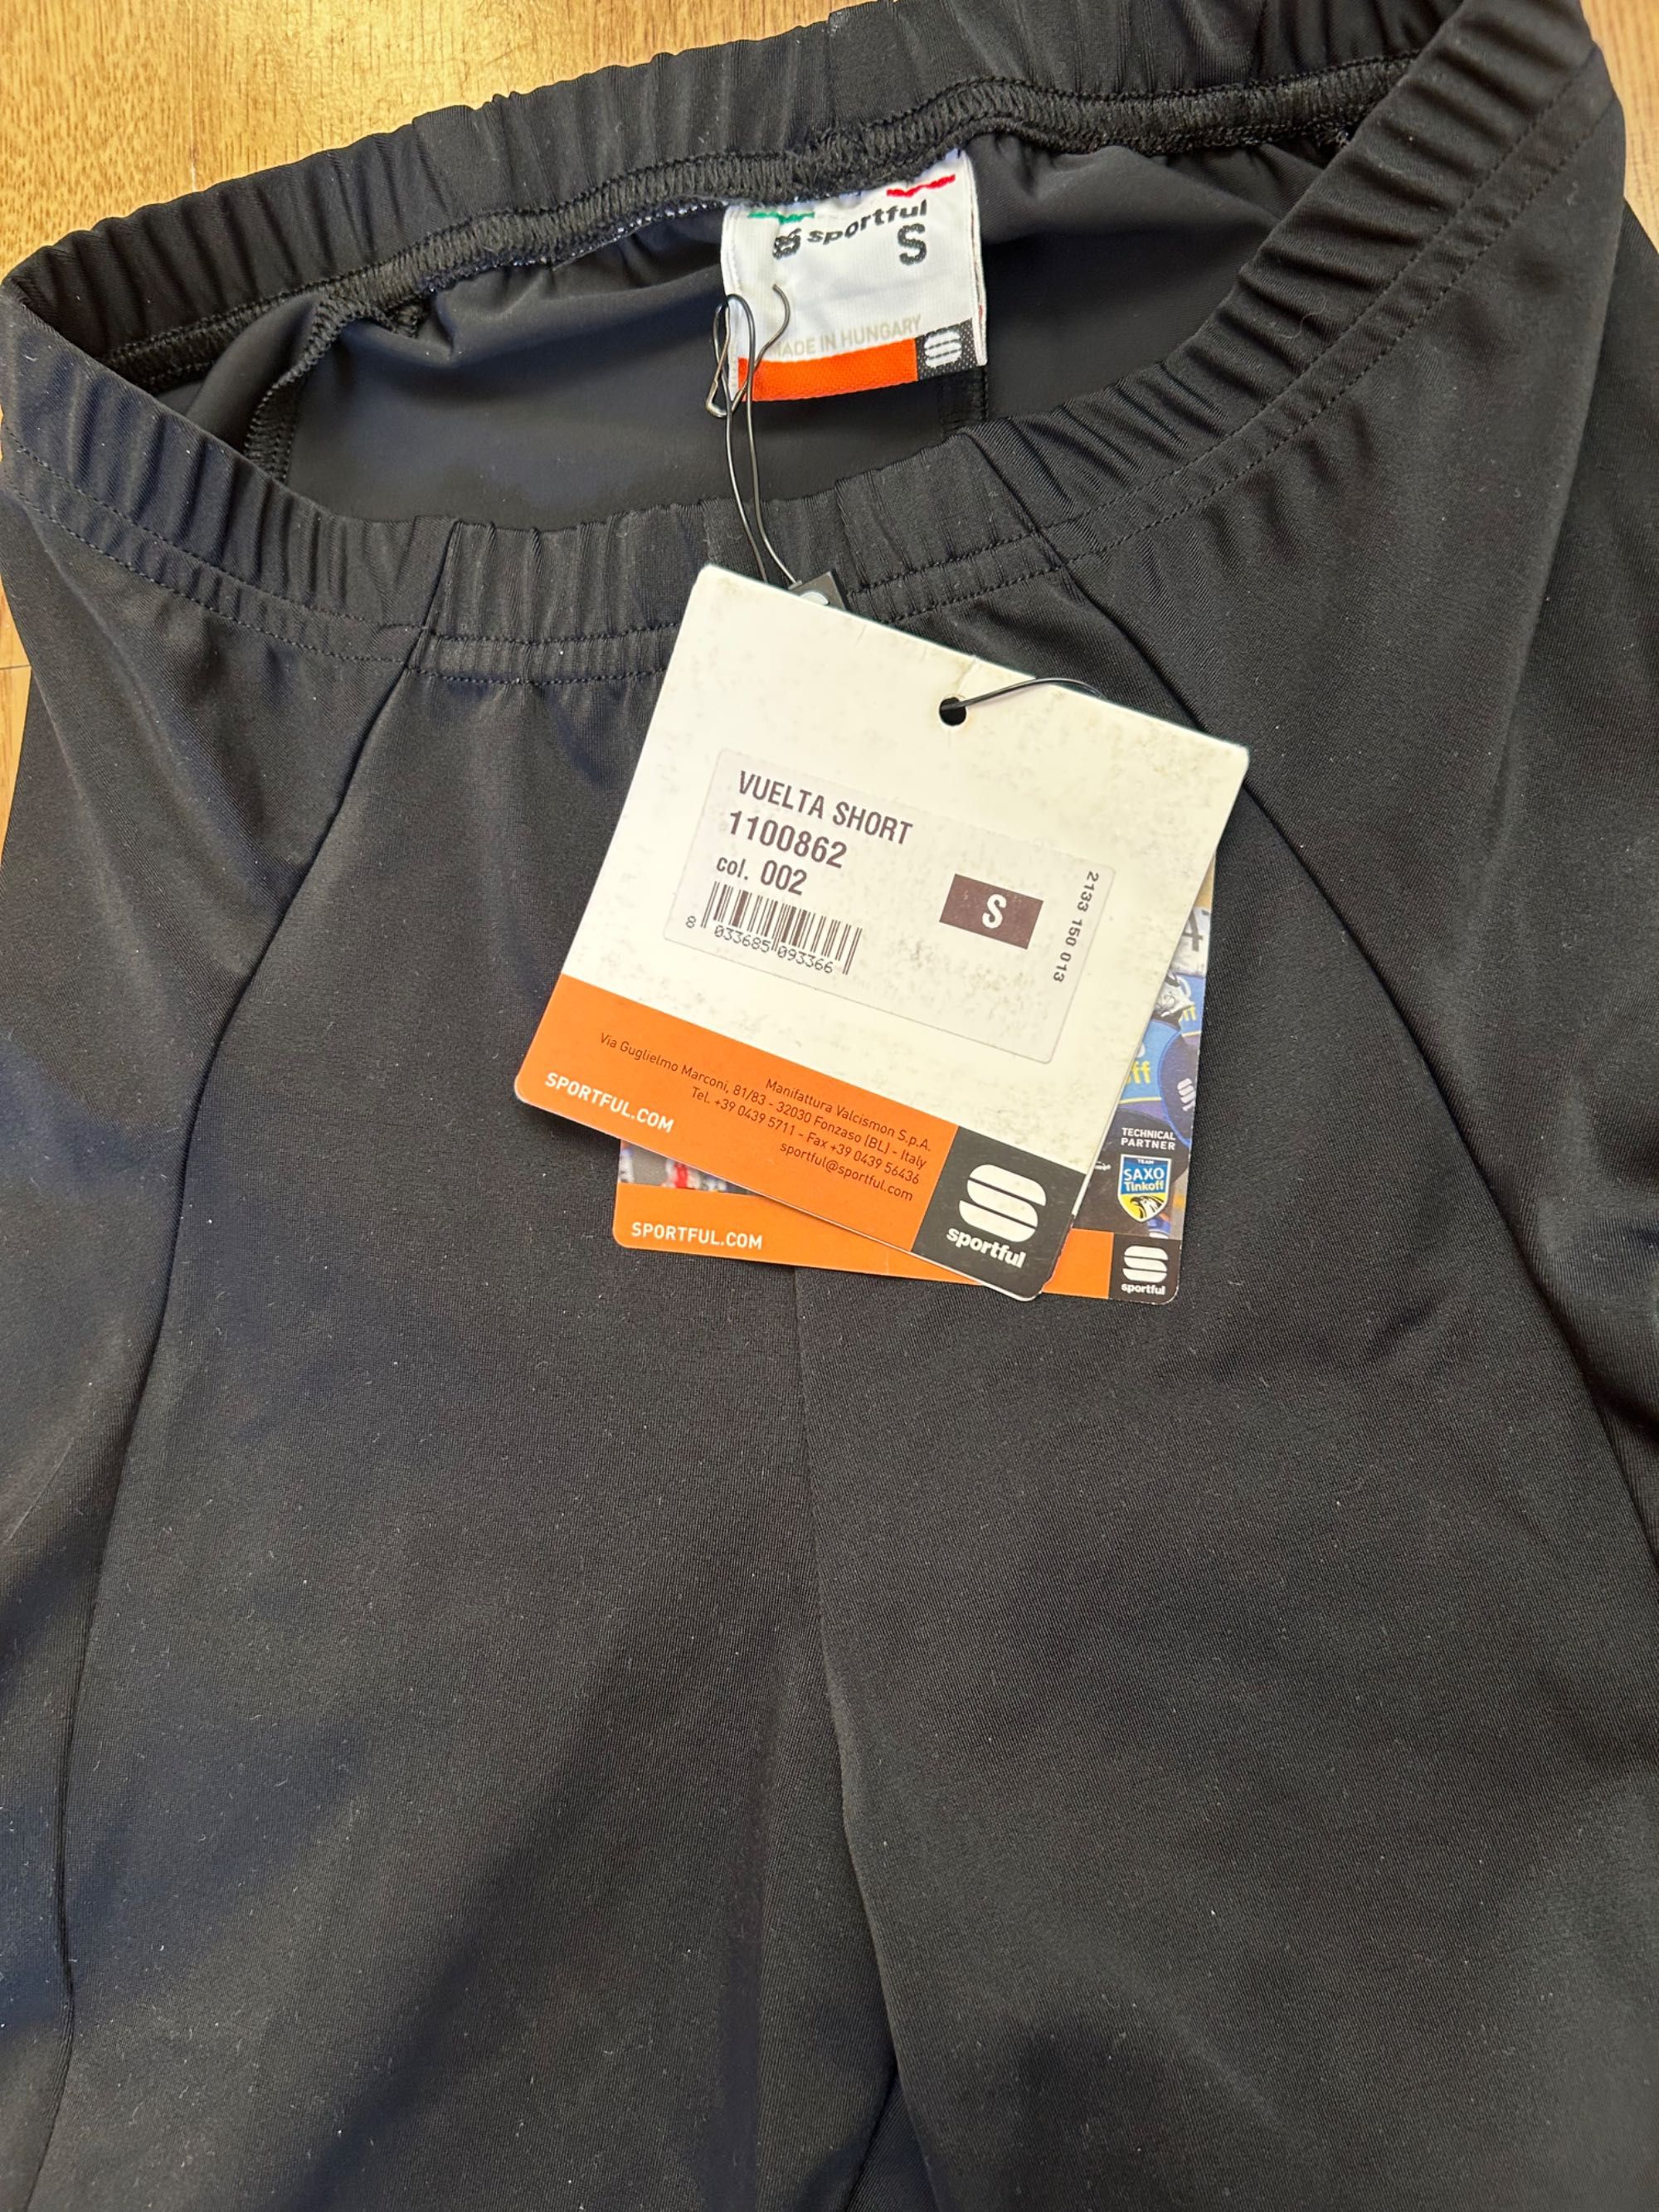 sportful
S
MADE IN HUNGARY
VUELTA SHORT
1100862
col. 002
S
8 033685 093366
2133 150 013
Manifattura Valcismon S.p.A.
Via Guglielmo Marconi, 81/83 - 32030 Fonzaso (BL) - Italy
Tel. +39 0439 5711 - Fax +39 0439 56436
sportful@sportful.com
SPORTFUL.COM
sportful
TECHNICAL
PARTNER
TEAM
SAXO
Tinkoff
SPORTFUL.COM
sportful